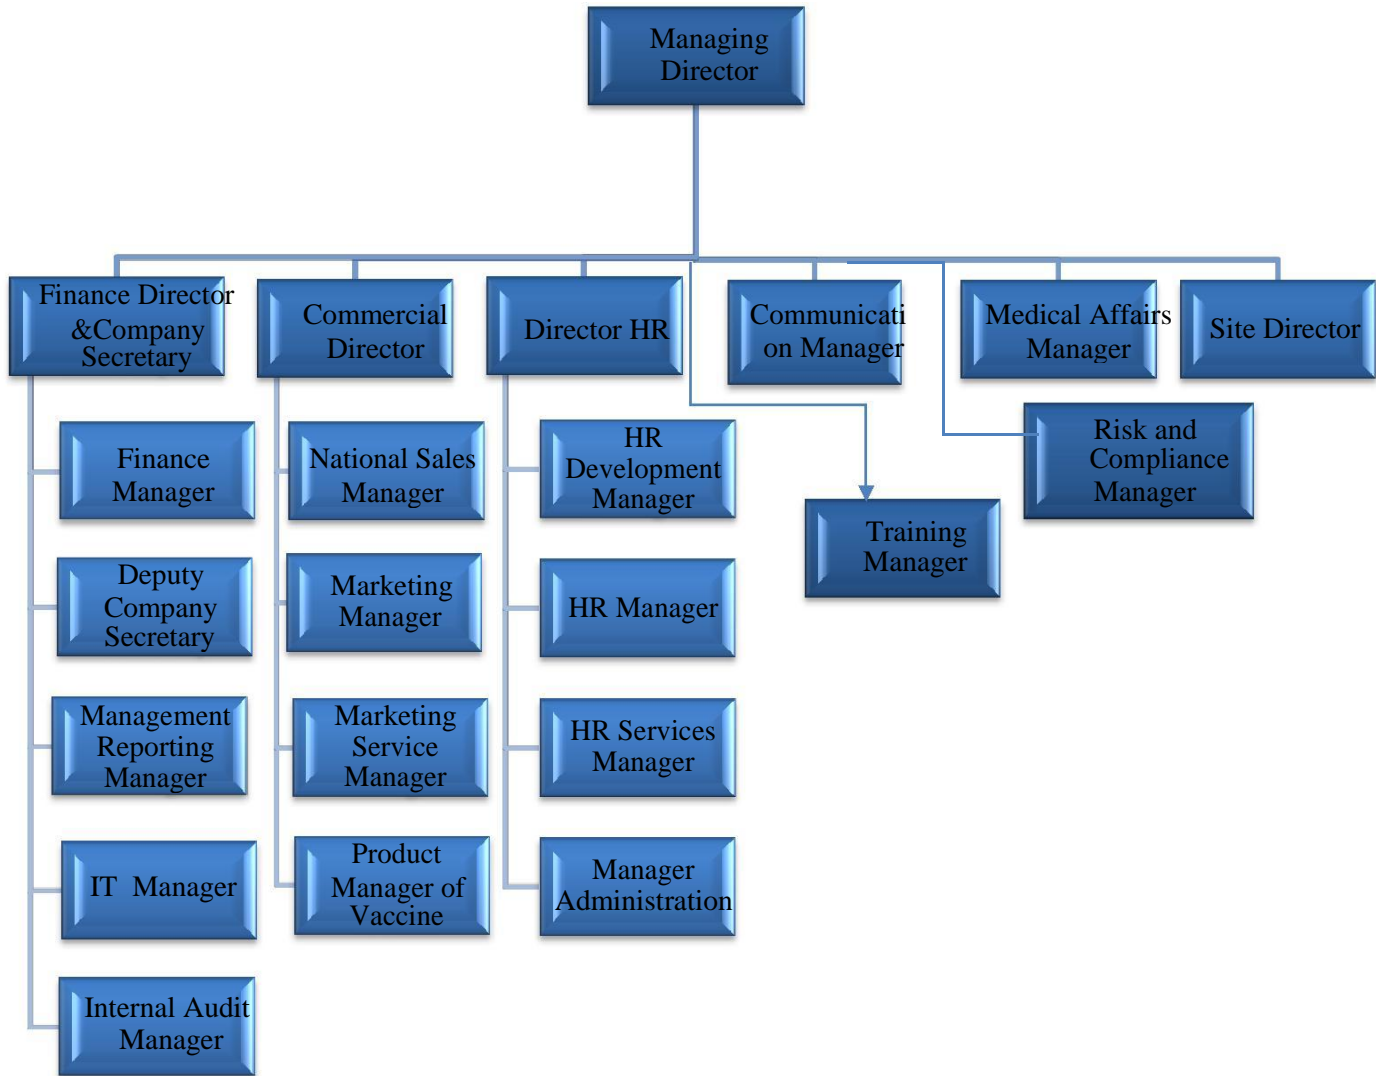 Managing
Director
Finance Director
&Company
Secretary
Commercial
Director
Director HR
Communicati
on Manager
Medical Affairs
Manager
Site Director
Finance
Manager
National Sales
Manager
HR
Development
Manager
Risk and
Compliance
Manager
Training
Manager
Deputy
Company
Secretary
Marketing
Manager
HR Manager
Management
Reporting
Manager
Marketing
Service
Manager
HR Services
Manager
IT Manager
Product
Manager of
Vaccine
Manager
Administration
Internal Audit
Manager